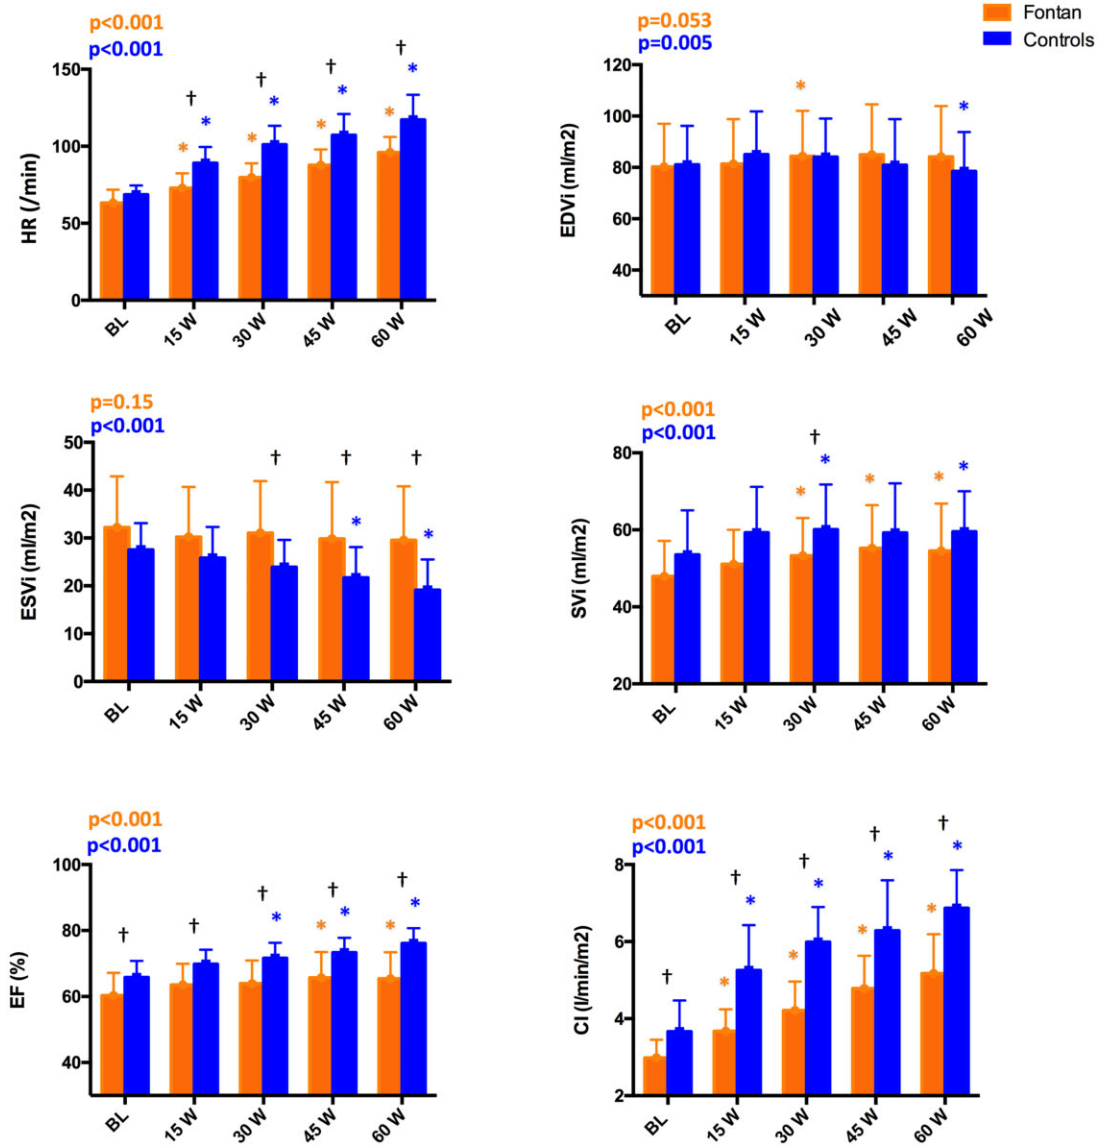 Fontan
Controls
p<0.001
p<0.001
HR (/min)
150
100
50
0
† † † †
* * * * * * * *
BL 15 W 30 W 45 W 60 W
p=0.053
p=0.005
EDVi (ml/m2)
120
100
80
60
40
* *
BL 15 W 30 W 45 W 60 W
p=0.15
p<0.001
ESVi (ml/m2)
50
40
30
20
10
0
† † †
* *
BL 15 W 30 W 45 W 60 W
p<0.001
p<0.001
SVi (ml/m2)
80
60
40
20
†
* * * * *
BL 15 W 30 W 45 W 60 W
p<0.001
p<0.001
EF (%)
100
80
60
40
† † † † †
* * * * *
BL 15 W 30 W 45 W 60 W
p<0.001
p<0.001
CI (l/min/m2)
8
6
4
2
† † † † †
* * * * * * * *
BL 15 W 30 W 45 W 60 W